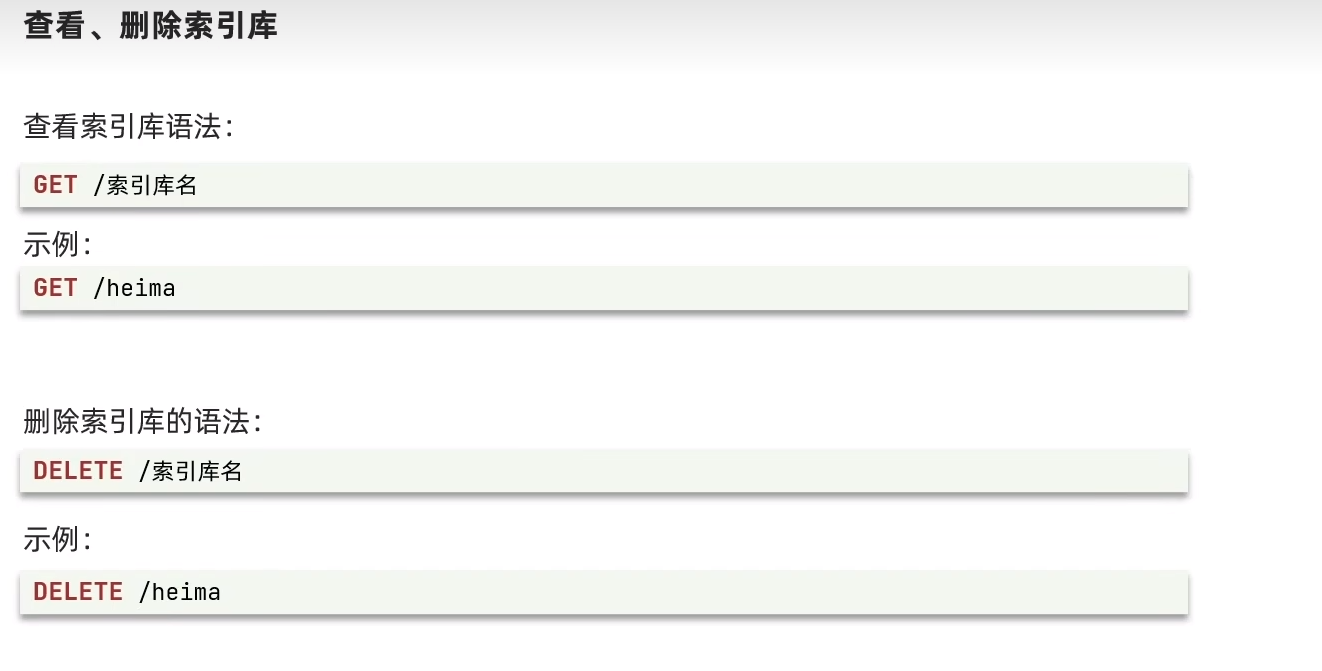 查看、删除索引库
查看索引库语法：
GET /索引库名
示例：
GET /heima
删除索引库的语法：
DELETE /索引库名
示例：
DELETE /heima